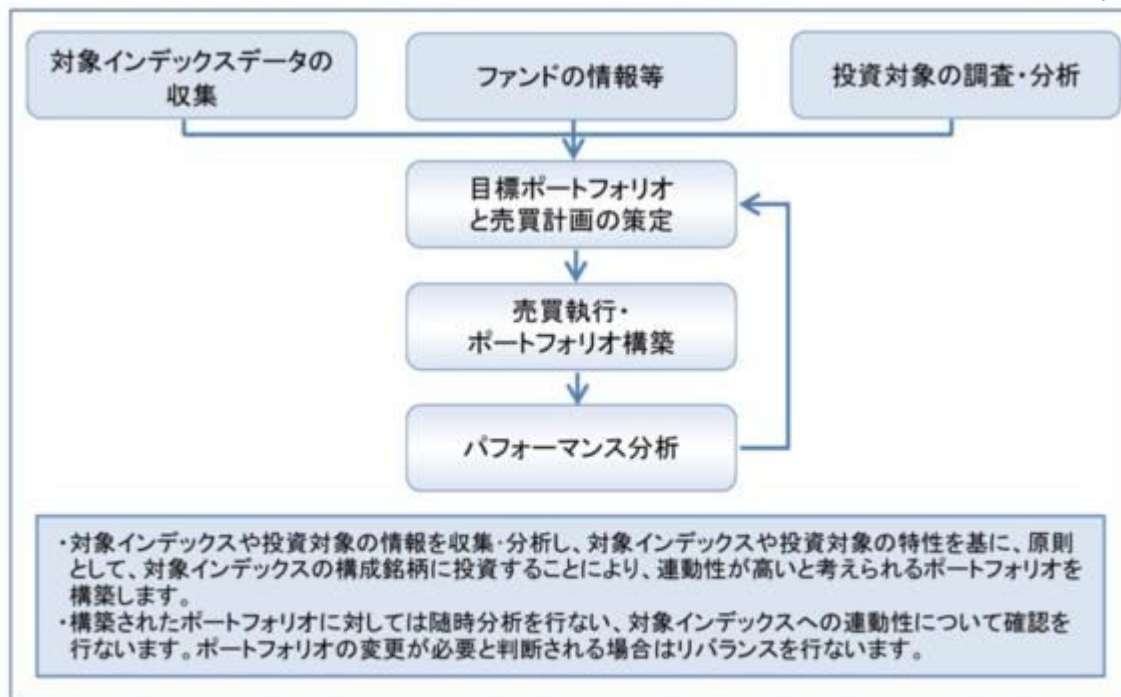 対象インデックスデータの
収集
ファンドの情報等
投資対象の調査・分析
目標ポートフォリオ
と売買計画の策定
売買執行・
ポートフォリオ構築
パフォーマンス分析
・対象インデックスや投資対象の情報を収集・分析し、対象インデックスや投資対象の特性を基に、原則
として、対象インデックスの構成銘柄に投資することにより、連動性が高いと考えられるポートフォリオを
構築します。
・構築されたポートフォリオに対しては随時分析を行ない、対象インデックスへの連動性について確認を
行ないます。ポートフォリオの変更が必要と判断される場合はリバランスを行ないます。